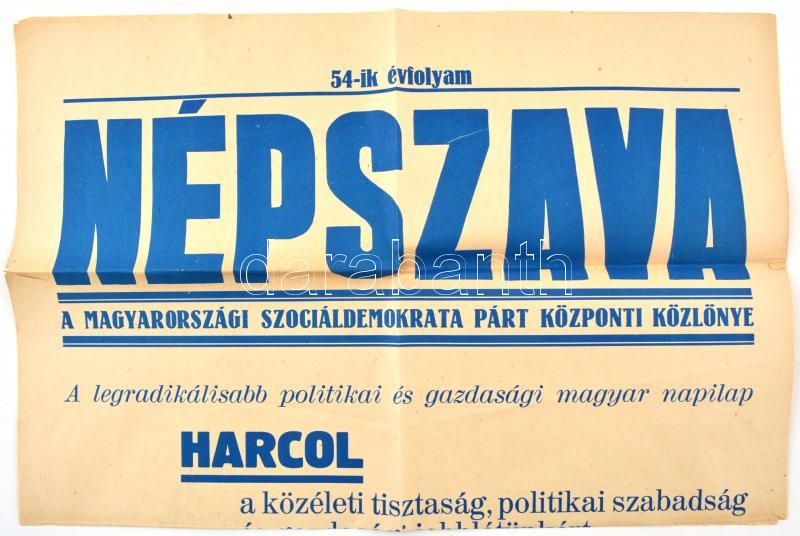 54-ik évfolyam
NÉPSZAVA
darabanth
A MAGYARORSZÁGI SZOCIÁLDEMOKRATA PÁRT KÖZPONTI KÖZLÖNYE
A legradikálisabb politikai és gazdasági magyar napilap
HARCOL
a közéleti tisztaság, politikai szabadság